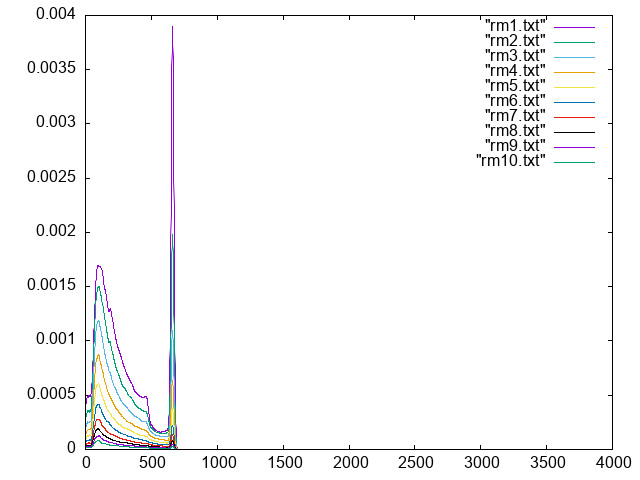 0.004
0.0035
0.003
0.0025
0.002
0.0015
0.001
0.0005
0
0 500 1000 1500 2000 2500 3000 3500 4000
"rm1.txt"
"rm2.txt"
"rm3.txt"
"rm4.txt"
"rm5.txt"
"rm6.txt"
"rm7.txt"
"rm8.txt"
"rm9.txt"
"rm10.txt"